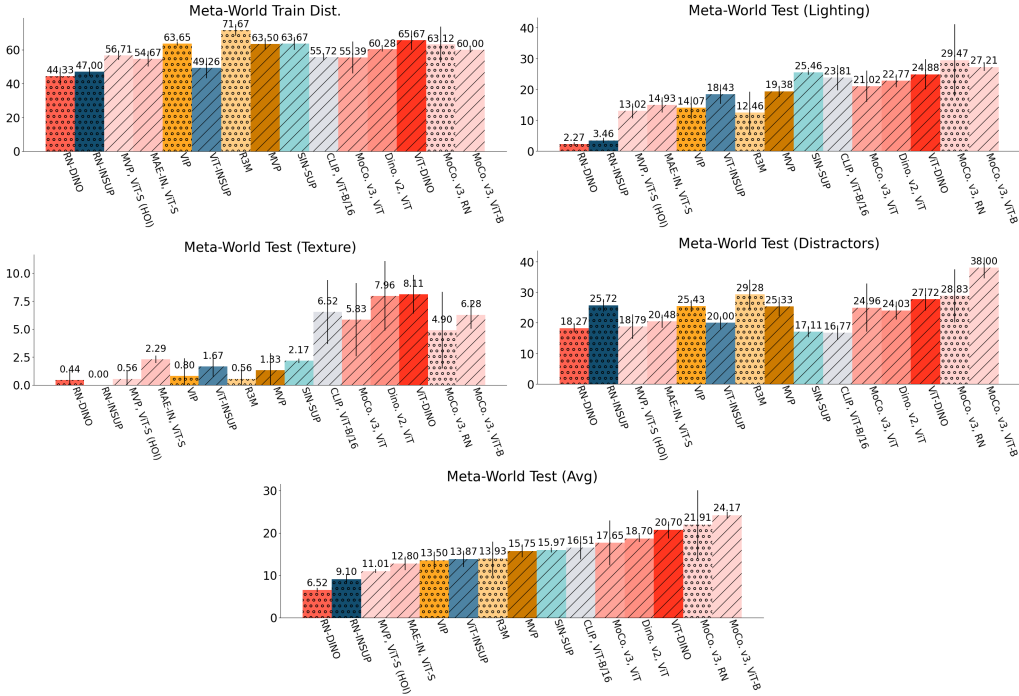 Meta-World Train Dist.
60
40
20
0
44.33
47.00
56.71
54.67
63.65
49.26
71.67
63.50
63.67
55.72
55.39
60.28
65.67
63.12
60.00
RN-DINO
RN-INSUP
MVP, ViT-S (HOI)
MAE-IN, ViT-S
VIP
ViT-INSUP
R3M
MVP
SIN-SUP
CLIP, ViT-B/16
MoCo. v3, ViT
Dino. v2, ViT
ViT-DINO
MoCo. v3, RN
MoCo. v3, ViT-B
Meta-World Test (Lighting)
40
30
20
10
0
2.27
3.46
13.02
14.93
14.07
18.43
12.46
19.38
25.46
23.81
21.02
22.77
24.88
29.47
27.21
RN-DINO
RN-INSUP
MVP, ViT-S (HOI)
MAE-IN, ViT-S
VIP
ViT-INSUP
R3M
MVP
SIN-SUP
CLIP, ViT-B/16
MoCo. v3, ViT
Dino. v2, ViT
ViT-DINO
MoCo. v3, RN
MoCo. v3, ViT-B
Meta-World Test (Texture)
10.0
7.5
5.0
2.5
0.0
0.44
0.00
0.56
2.29
0.80
1.67
0.56
1.33
2.17
6.52
5.83
7.96
8.11
4.90
6.28
RN-DINO
RN-INSUP
MVP, ViT-S (HOI)
MAE-IN, ViT-S
VIP
ViT-INSUP
R3M
MVP
SIN-SUP
CLIP, ViT-B/16
MoCo. v3, ViT
Dino. v2, ViT
ViT-DINO
MoCo. v3, RN
MoCo. v3, ViT-B
Meta-World Test (Distractors)
40
30
20
10
0
18.27
25.72
18.79
20.48
25.43
20.00
29.28
25.33
17.11
16.77
24.96
24.03
27.72
28.83
38.00
RN-DINO
RN-INSUP
MVP, ViT-S (HOI)
MAE-IN, ViT-S
VIP
ViT-INSUP
R3M
MVP
SIN-SUP
CLIP, ViT-B/16
MoCo. v3, ViT
Dino. v2, ViT
ViT-DINO
MoCo. v3, RN
MoCo. v3, ViT-B
Meta-World Test (Avg)
30
20
10
0
6.52
9.10
11.01
12.80
13.50
13.87
13.93
15.75
15.97
16.51
17.65
18.70
20.70
21.91
24.17
RN-DINO
RN-INSUP
MVP, ViT-S (HOI)
MAE-IN, ViT-S
VIP
ViT-INSUP
R3M
MVP
SIN-SUP
CLIP, ViT-B/16
MoCo. v3, ViT
Dino. v2, ViT
ViT-DINO
MoCo. v3, RN
MoCo. v3, ViT-B